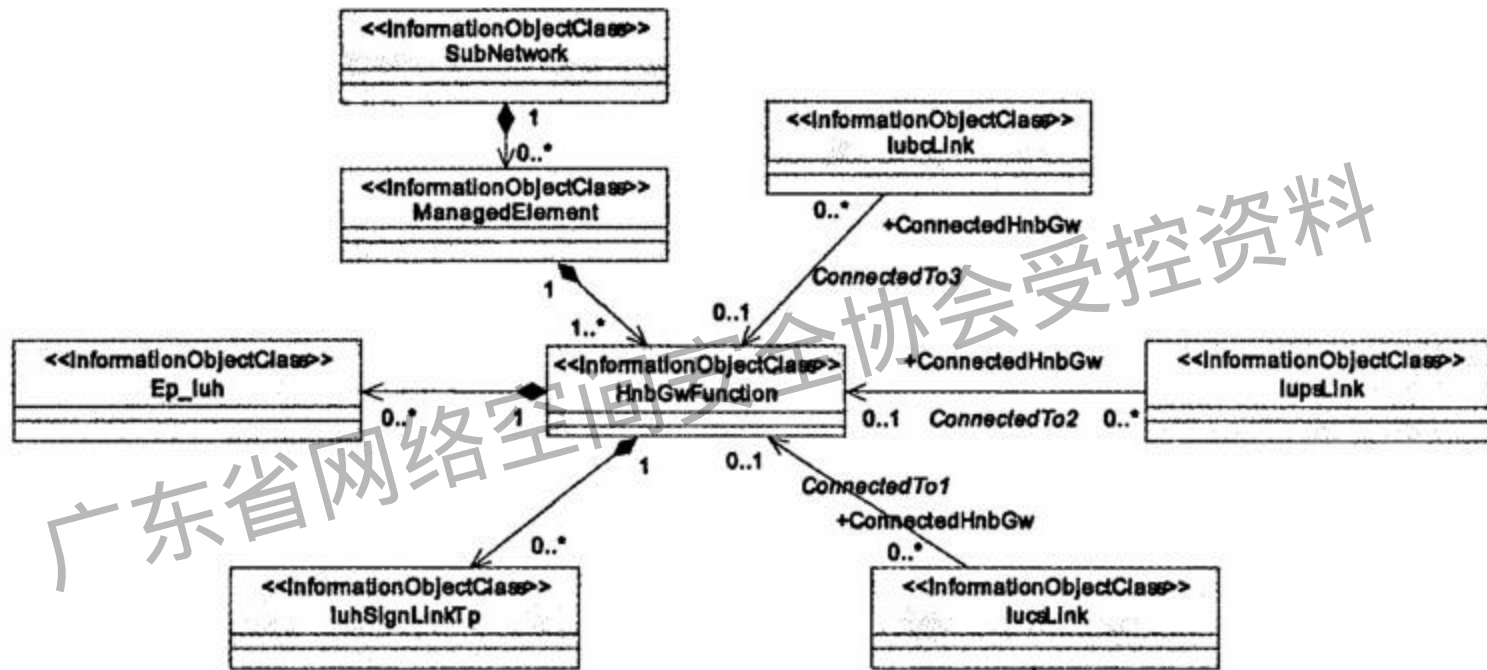 <<InformationObjectClass>>
SubNetwork
1
0..*
<<InformationObjectClass>>
ManagedElement
1
1..*
<<InformationObjectClass>>
IubcLink
0..*
+ConnectedHnbGw
ConnectedTo3
0..1
<<InformationObjectClass>>
Ep_Iuh
0..*
1
<<InformationObjectClass>>
HnbGwFunction
+ConnectedHnbGw
0..1
ConnectedTo2
0..*
<<InformationObjectClass>>
IupsLink
1
0..*
0..1
ConnectedTo1
+ConnectedHnbGw
0..*
<<InformationObjectClass>>
IuhSignLinkTp
<<InformationObjectClass>>
IucsLink
广东省网络空间安全协会受控资料